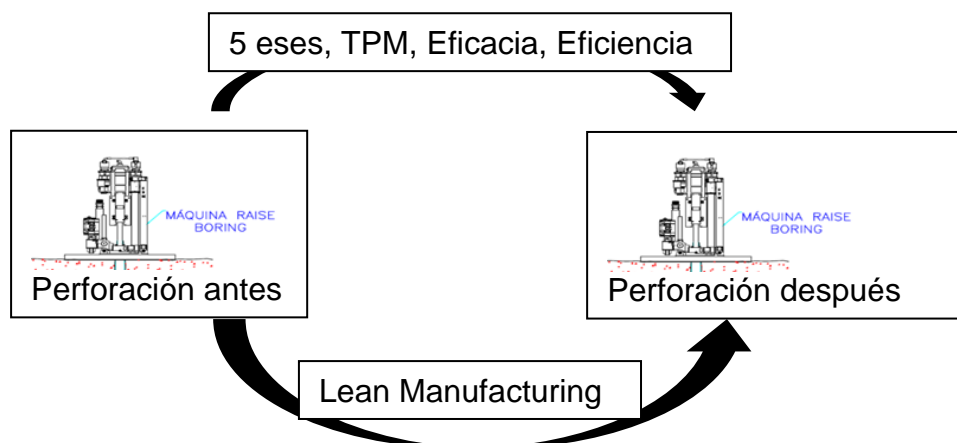 5 eses, TPM, Eficacia, Eficiencia
MÁQUINA RAISE
BORING
Perforación antes
MÁQUINA RAISE
BORING
Perforación después
Lean Manufacturing